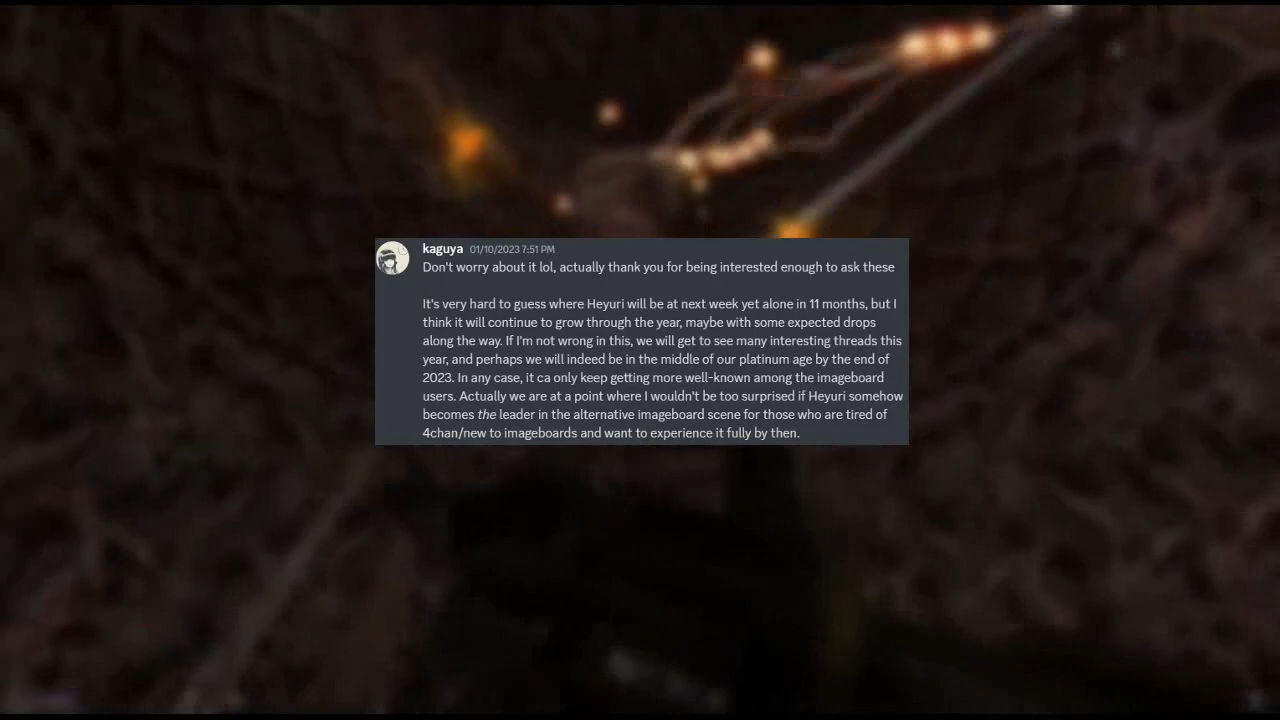 kaguya 01/10/2023 7:51 PM
Don't worry about it lol, actually thank you for being interested enough to ask these
It's very hard to guess where Heyuri will be at next week yet alone in 11 months, but I
think it will continue to grow through the year, maybe with some expected drops
along the way. If I'm not wrong in this, we will get to see many interesting threads this
year, and perhaps we will indeed be in the middle of our platinum age by the end of
2023. In any case, it ca only keep getting more well-known among the imageboard
users. Actually we are at a point where I wouldn't be too surprised if Heyuri somehow
becomes the leader in the alternative imageboard scene for those who are tired of
4chan/new to imageboards and want to experience it fully by then.